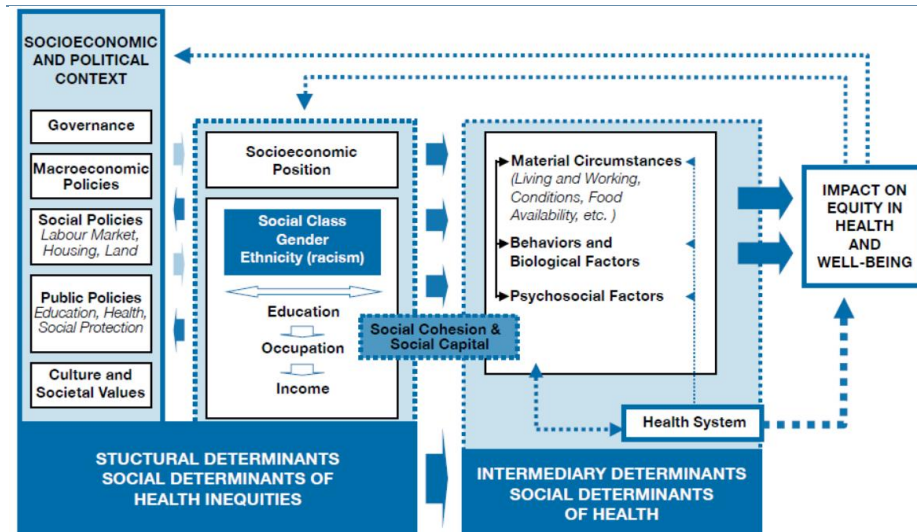 SOCIOECONOMIC
AND POLITICAL
CONTEXT
Governance
Macroeconomic
Policies
Social Policies
Labour Market,
Housing, Land
Public Policies
Education, Health,
Social Protection
Culture and
Societal Values
Socioeconomic
Position
Social Class
Gender
Ethnicity (racism)
Education
Occupation
Income
Social Cohesion &
Social Capital
Material Circumstances
(Living and Working,
Conditions, Food
Availability, etc. )
Behaviors and
Biological Factors
Psychosocial Factors
Health System
IMPACT ON
EQUITY IN
HEALTH
AND
WELL-BEING
STUCTURAL DETERMINANTS
SOCIAL DETERMINANTS OF
HEALTH INEQUITIES
INTERMEDIARY DETERMINANTS
SOCIAL DETERMINANTS
OF HEALTH